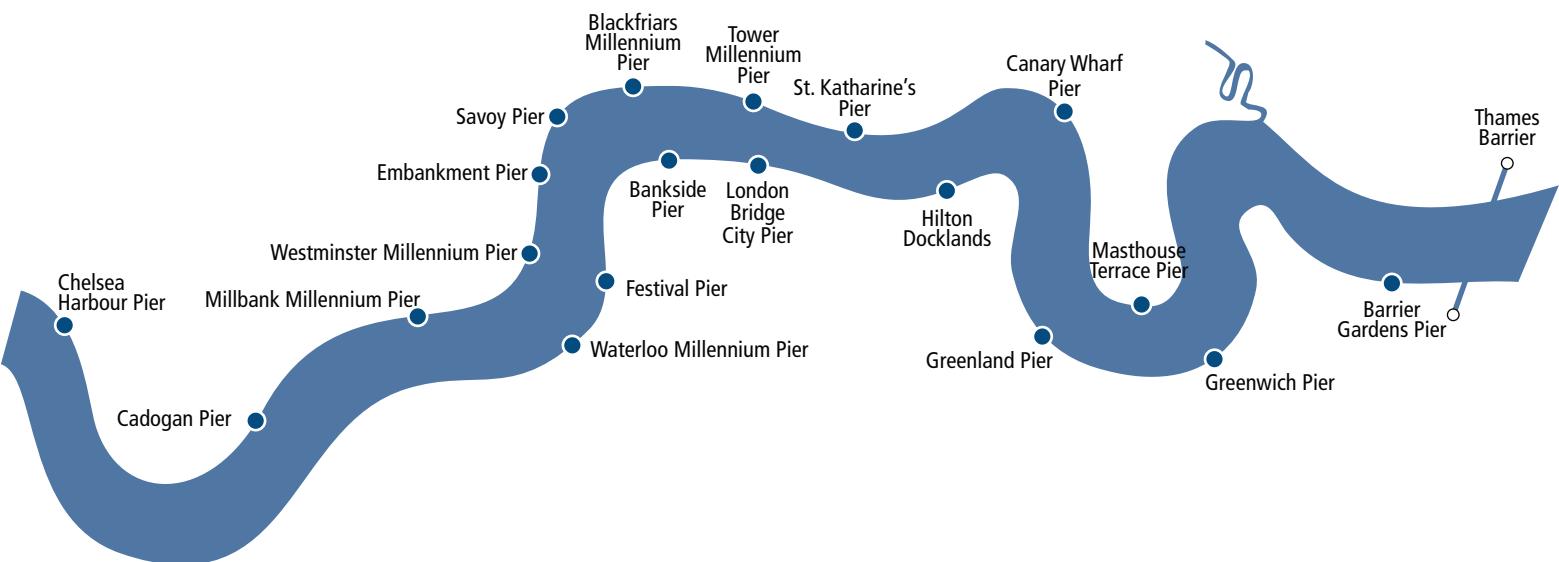 Blackfriars
Millennium
Pier
Tower
Millennium
Pier
St. Katharine's
Pier
Canary Wharf
Pier
Thames
Barrier
Savoy Pier
Embankment Pier
Bankside
Pier
London
Bridge
City Pier
Hilton
Docklands
Westminster Millennium Pier
Masthouse
Terrace Pier
Chelsea
Harbour Pier
Millbank Millennium Pier
Festival Pier
Barrier
Gardens Pier
Waterloo Millennium Pier
Greenland Pier
Greenwich Pier
Cadogan Pier